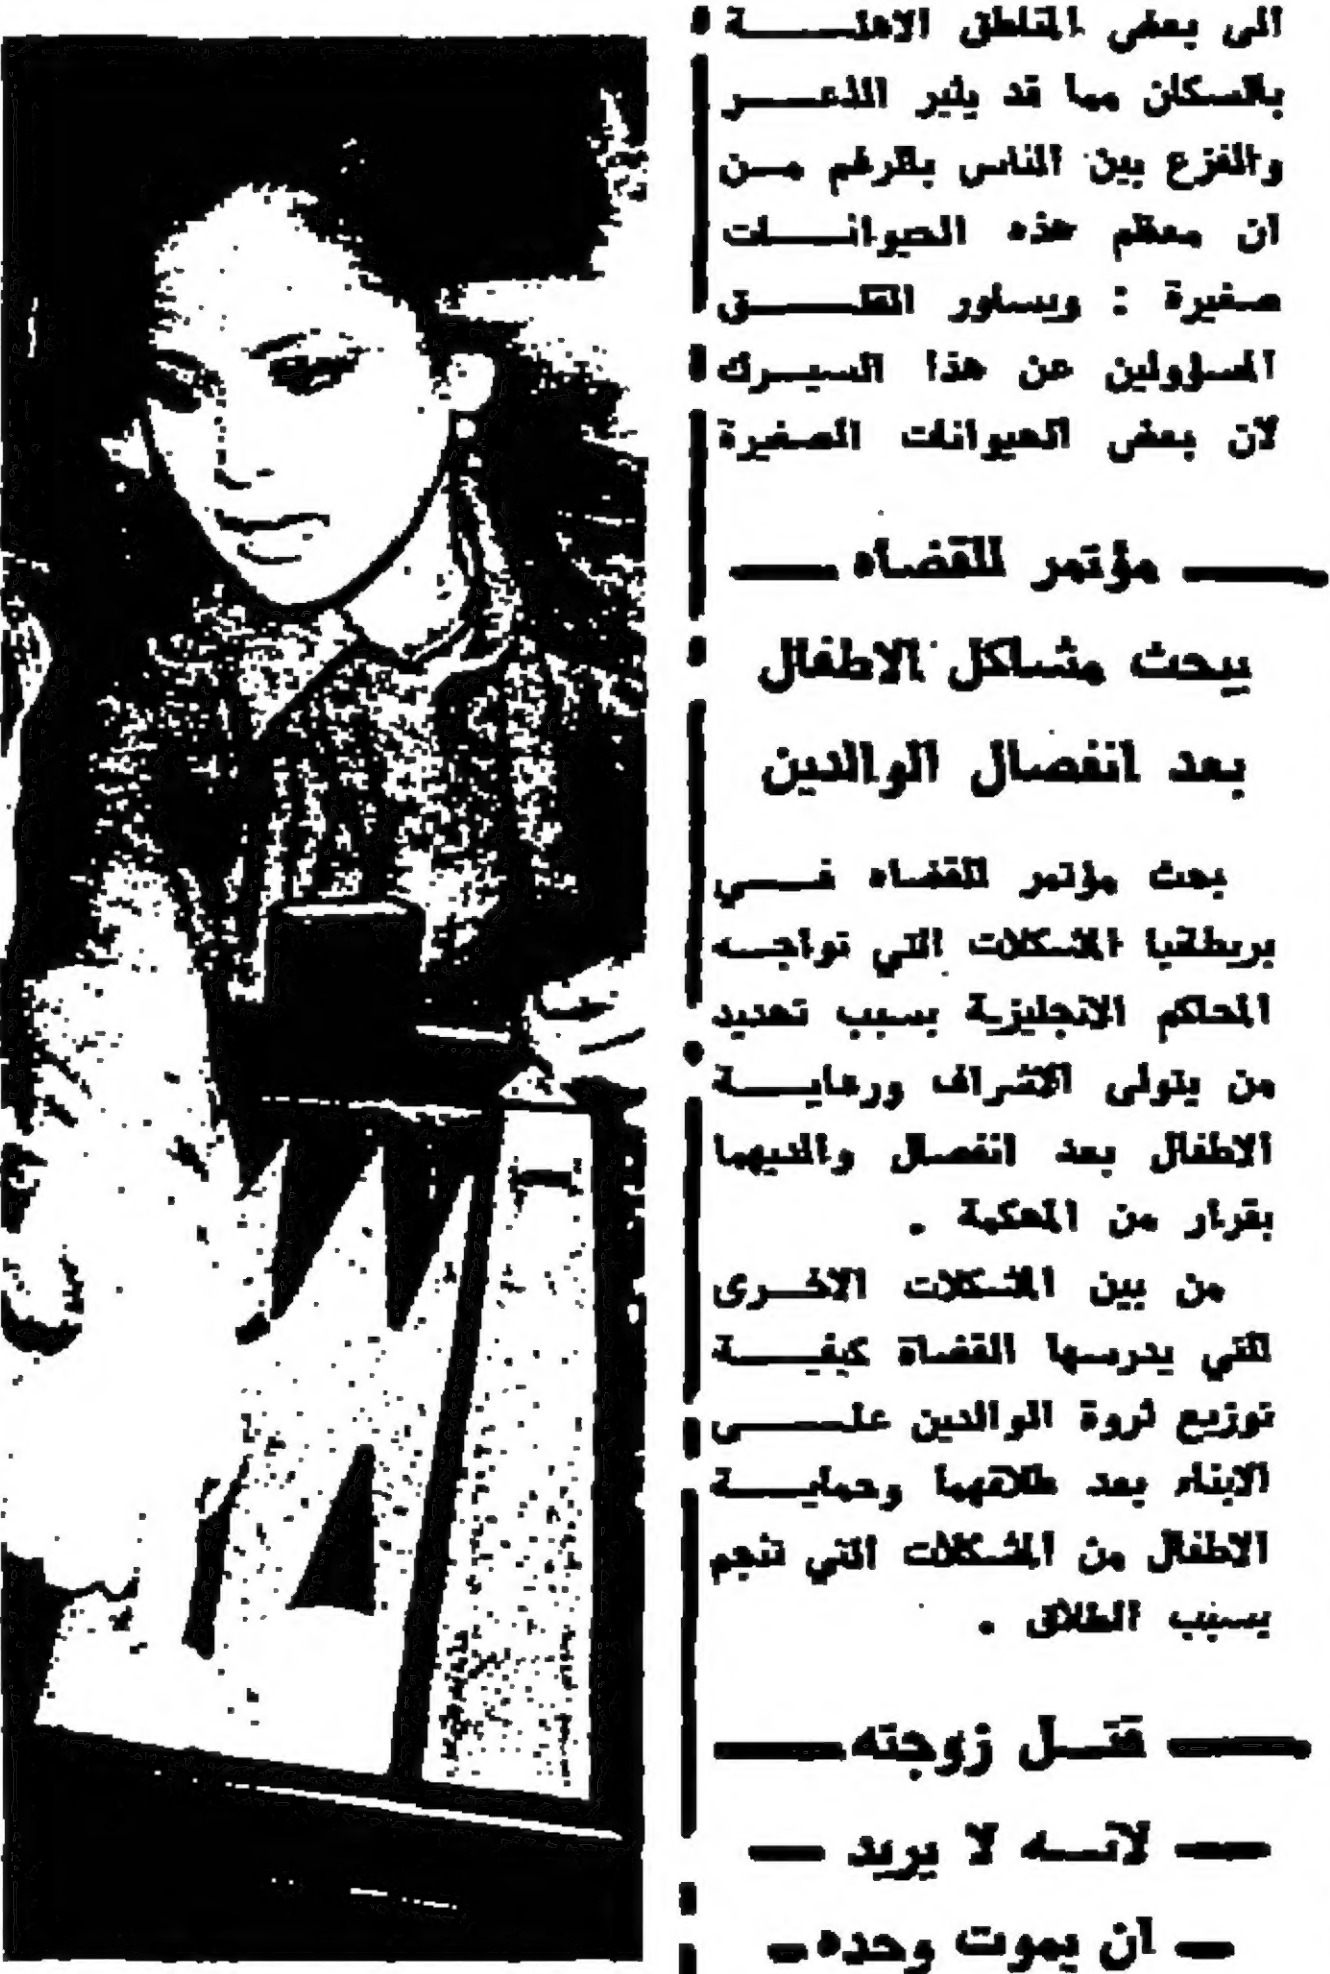 الى بعض المناطق الاهلة
بالسكان مما قد يثير الذعر
والفزع بين الناس بالرغم من
ان معظم هذه الحيوانات
صغيرة : ويساور القلق
المسؤولين عن هذا السيرك
لان بعض الحيوانات الصغيرة
مؤتمر للقضاه
يبحث مشاكل الاطفال
بعد انفصال الوالدين
بحث مؤتمر للقضاه في
بريطانيا المشكلات التي تواجه
المحاكم الانجليزية بسبب تحديد
من يتولى الاشراف ورعاية
الاطفال بعد انفصال والديهما
بقرار من المحكمة .
من بين المشكلات الاخرى
التي يدرسها القضاة كيفية
توزيع ثروة الوالدين على
الابناء بعد طلاقهما وحماية
الاطفال من المشكلات التي تنجم
بسبب الطلاق .
قتل زوجته
لانه لا يريد
ان يموت وحده